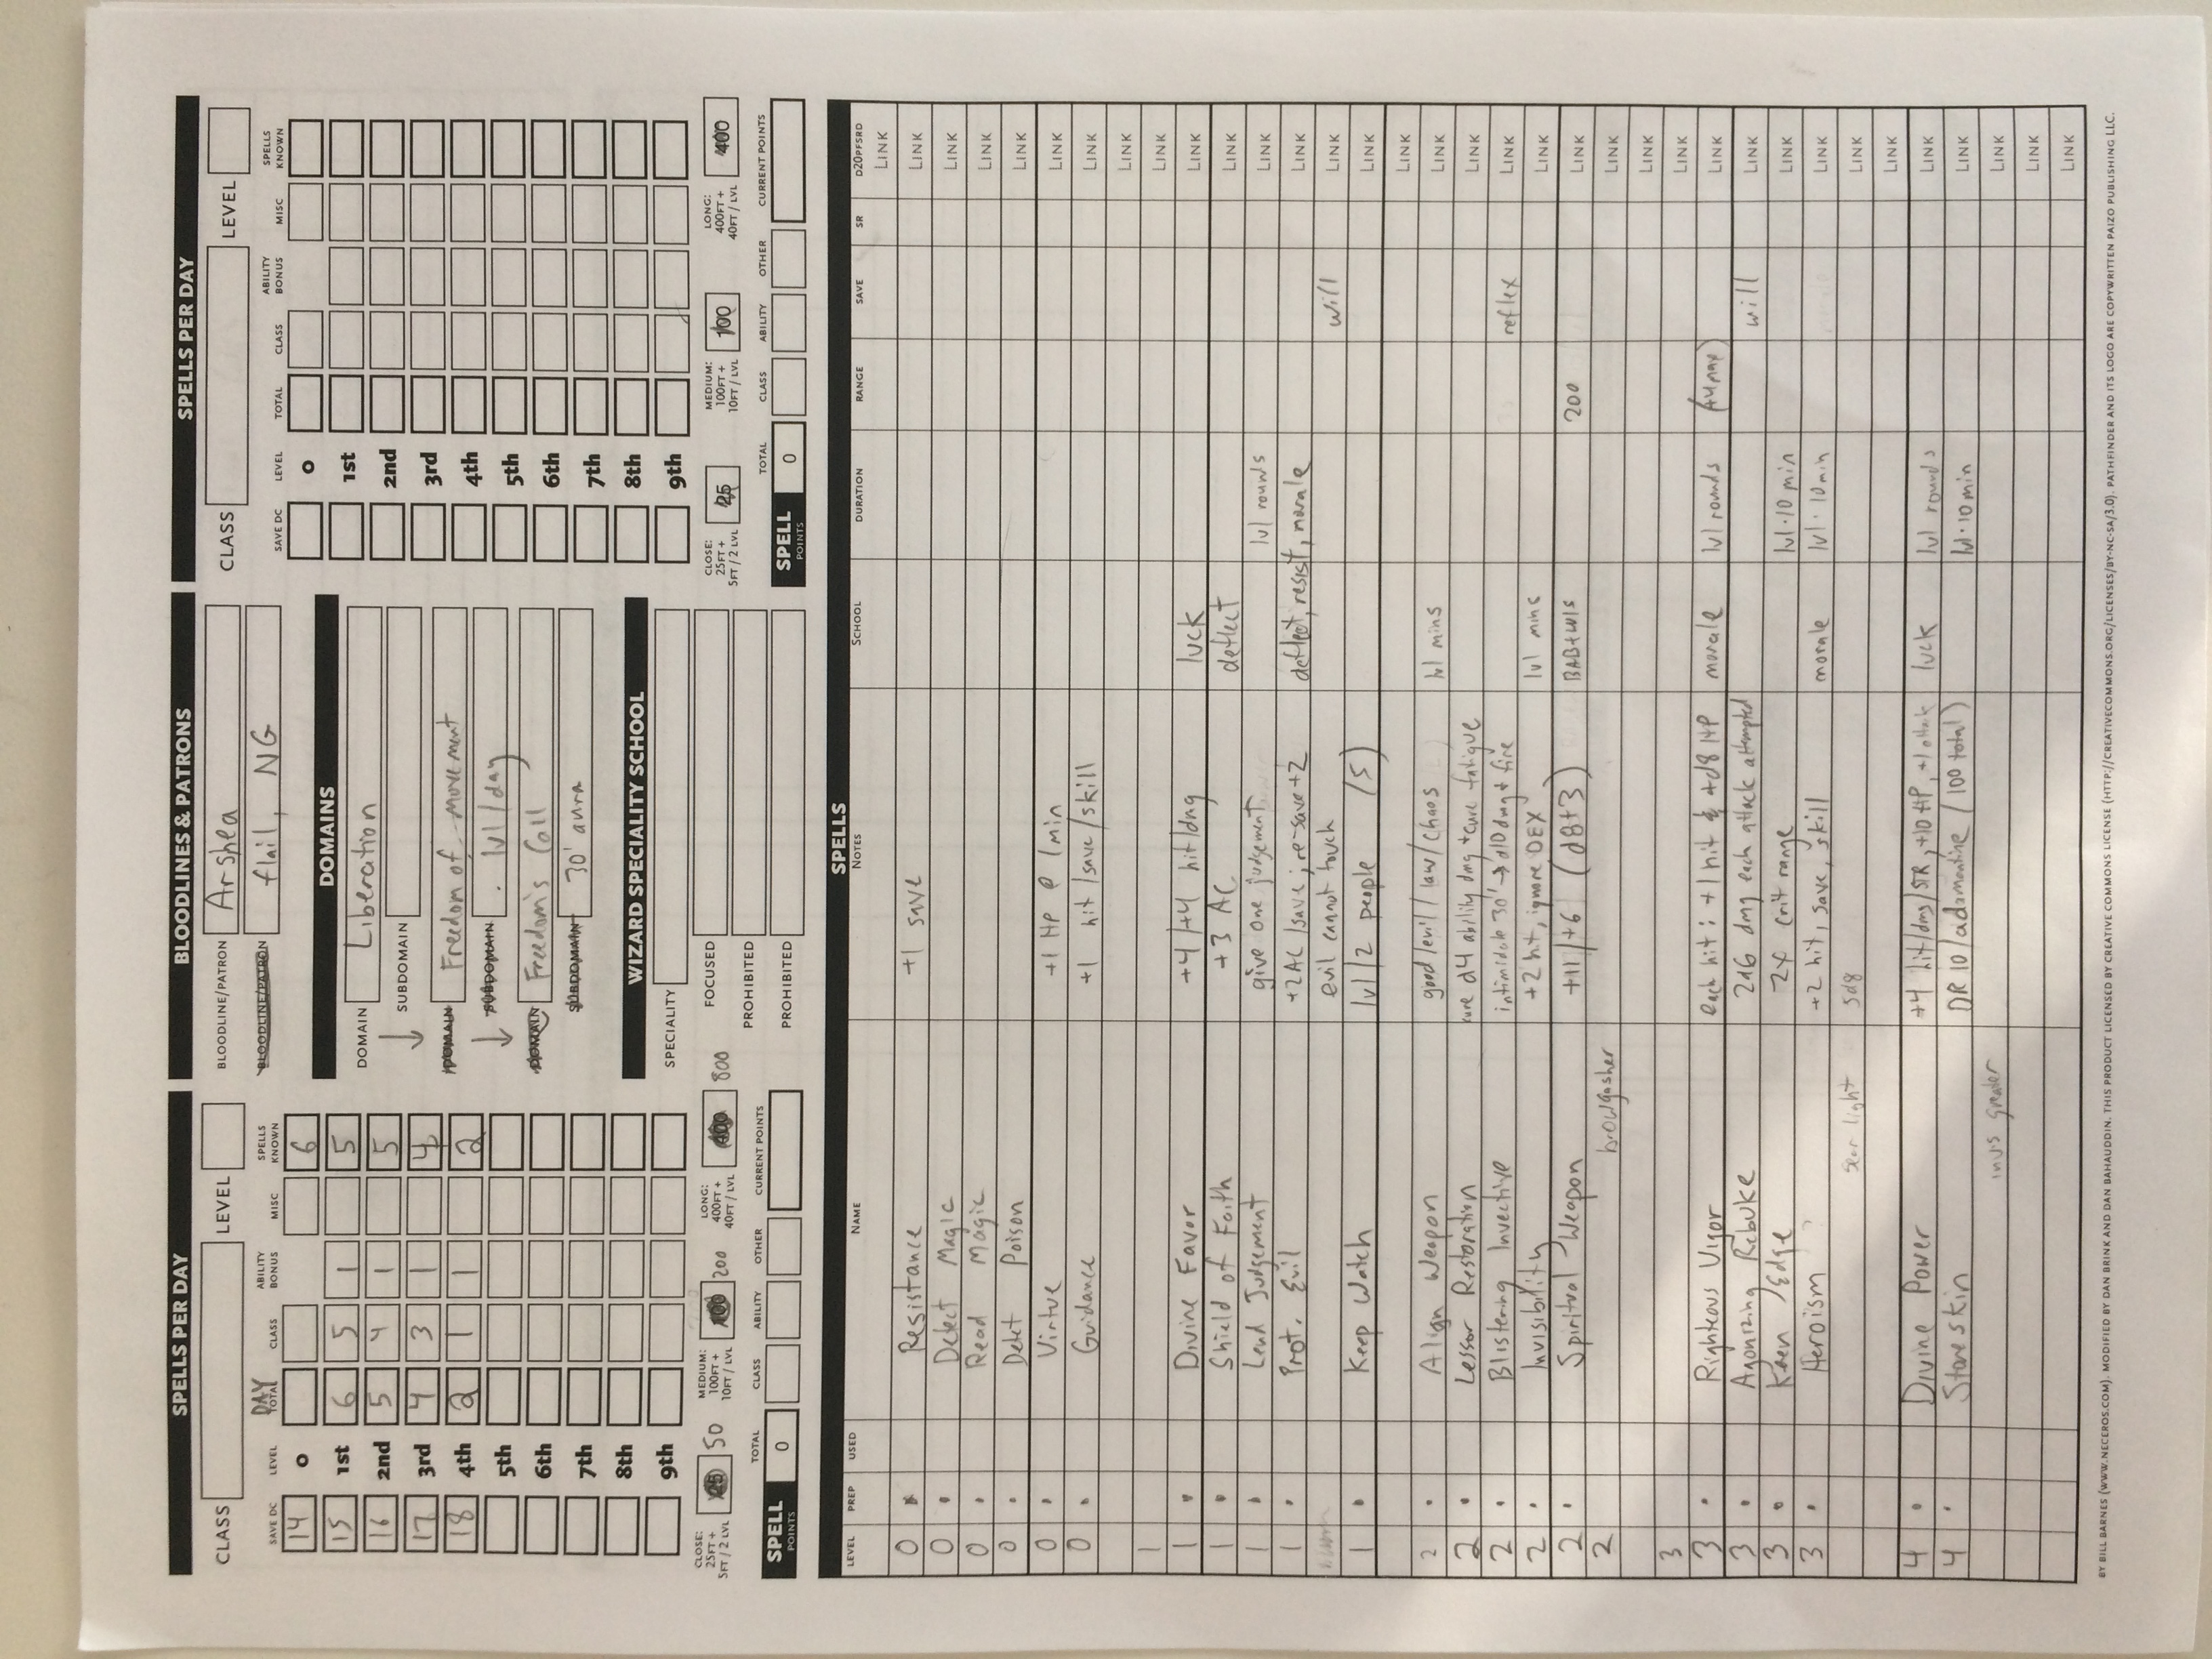 SPELLS PER DAY
CLASS LEVEL
DAY
SAVE DC LEVEL TOTAL CLASS ABILITY BONUS MISC SPELLS KNOWN
14 0 6
15 1st 6 5 1 5
16 2nd 5 4 1 5
17 3rd 4 3 1 4
18 4th 2 1 1 2
5th
6th
7th
8th
9th
CLOSE: 25FT + 5FT / 2 LVL 25 50 MEDIUM: 100FT + 10FT / LVL 100 200 LONG: 400FT + 40FT / LVL 400 800
TOTAL CLASS ABILITY OTHER CURRENT POINTS
SPELL POINTS 0
BLOODLINES & PATRONS
BLOODLINE/PATRON Arshea
BLOODLINE/PATRON flail, NG
DOMAINS
DOMAIN Liberation
SUBDOMAIN
DOMAIN Freedom of movement
SUBDOMAIN . lvl/day
DOMAIN Freedom's Call
SUBDOMAIN 30' aura
WIZARD SPECIALITY SCHOOL
SPECIALITY
FOCUSED
PROHIBITED
PROHIBITED
SPELLS PER DAY
CLASS LEVEL
SAVE DC LEVEL TOTAL CLASS ABILITY BONUS MISC SPELLS KNOWN
0
1st
2nd
3rd
4th
5th
6th
7th
8th
9th
CLOSE: 25FT + 5FT / 2 LVL 25 MEDIUM: 100FT + 10FT / LVL 100 LONG: 400FT + 40FT / LVL 400
TOTAL CLASS ABILITY OTHER CURRENT POINTS
SPELL POINTS 0
SPELLS
LEVEL PREP USED NAME NOTES SCHOOL DURATION RANGE SAVE SR D20PFSRD
LINK
0 Resistance +1 save LINK
0 Detect Magic LINK
0 Read Magic LINK
0 Detct Poison LINK
0 Virtue +1 HP @ 1min LINK
0 Guidance +1 hit/save/skill LINK
LINK
1 LINK
1 Divine Favor +4/+4 hit/dmg luck LINK
1 Shield of Faith +3 AC deflect LINK
1 Lend Judgement give one judgement lvl rounds LINK
1 Prot. Evil +2AC/save; re-save+2 deflect, resist, morale LINK
evil cannot touch will LINK
1 Keep Watch lvl/2 people (5) LINK
LINK
2 Align Weapon good/evil/law/chaos lvl mins LINK
2 Lessor Restoration cure d4 ability dmg +cure fatigue LINK
2 Blistering Invective intimidate 30' → d10 dmg + fire reflex LINK
2 Invisibility +2 hit, ignore DEX lvl mins LINK
2 Spiritual Weapon +11/+6 (d8+3) BAB+WIS 200 LINK
2 browgasher LINK
LINK
3 LINK
3 Righteous Vigor each hit: +1 hit & +d8 HP morale lvl rounds (+4 max) LINK
3 Agonizing Rebuke 2d6 dmg each attack attempted will LINK
3 Keen Edge 2x crit range lvl·10 min LINK
3 Heroism ? +2 hit, save, skill morale lvl·10min LINK
sear light 5d8 LINK
LINK
4 Divine Power +4 hit/dmg/STR, +10 HP, +1 attack luck lvl rounds LINK
4 Stoneskin DR 10/adamantine (100 total) lvl·10 min LINK
invis greater LINK
LINK
LINK
BY BILL BARNES (WWW.NECEROS.COM). MODIFIED BY DAN BRINK AND DAN BAHAUDDIN. THIS PRODUCT LICENSED BY CREATIVE COMMONS LICENSE (HTTP://CREATIVECOMMONS.ORG/LICENSES/BY-NC-SA/3.0). PATHFINDER AND ITS LOGO ARE COPYWRITTEN PAIZO PUBLISHING LLC.